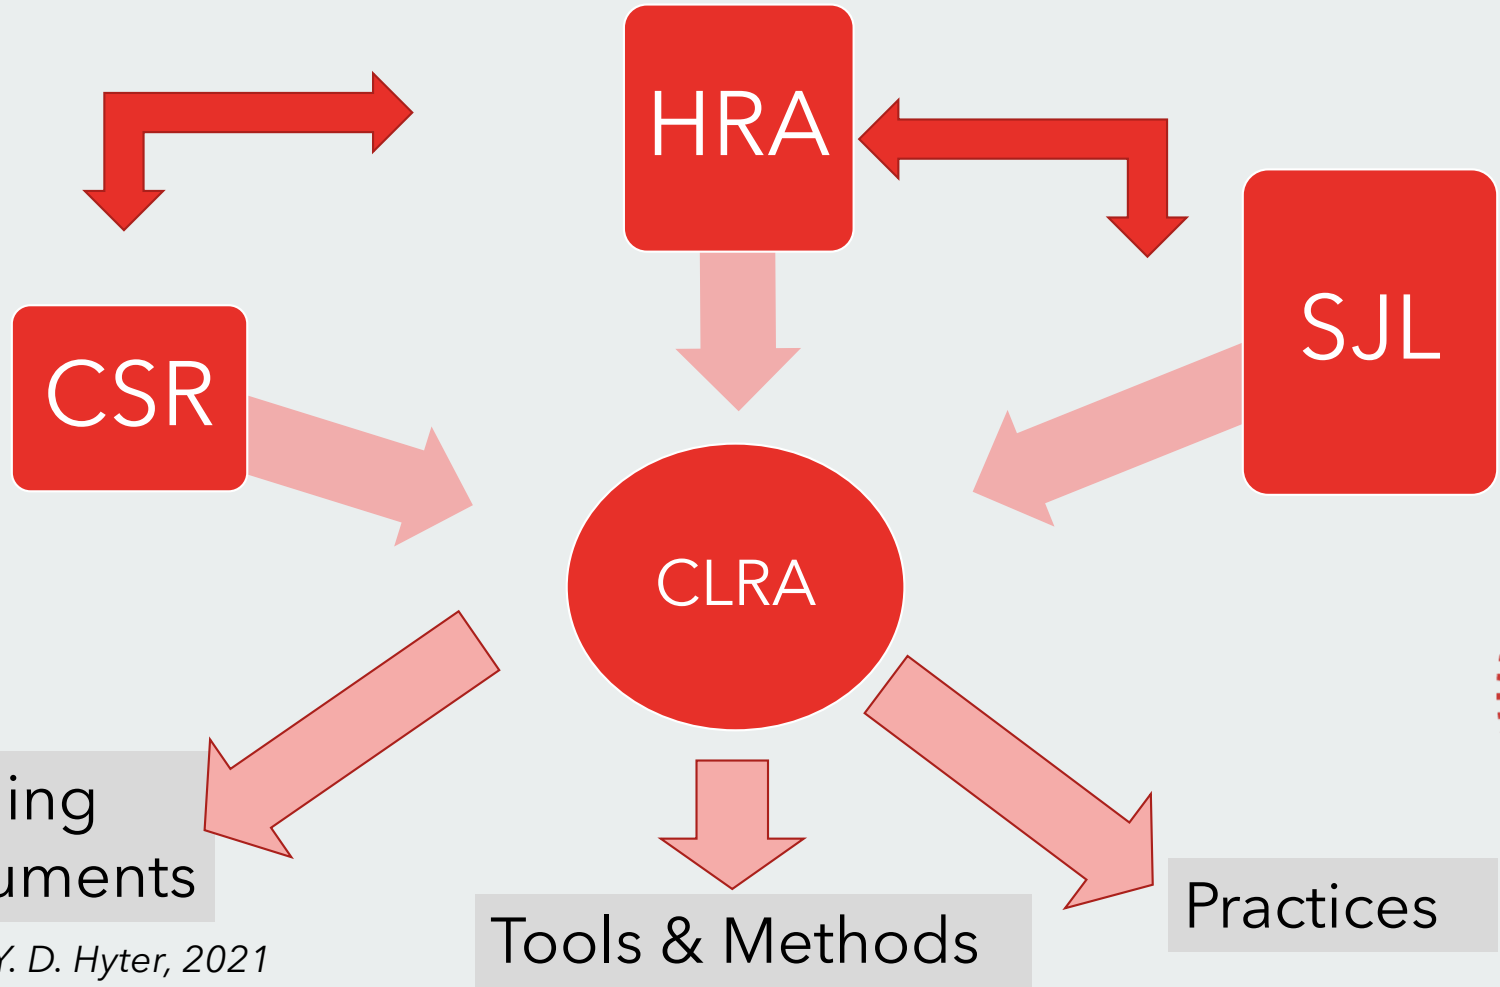 HRA
SJL
CSR
CLRA
ing
uments
Practices
Tools & Methods
Y. D. Hyter, 2021